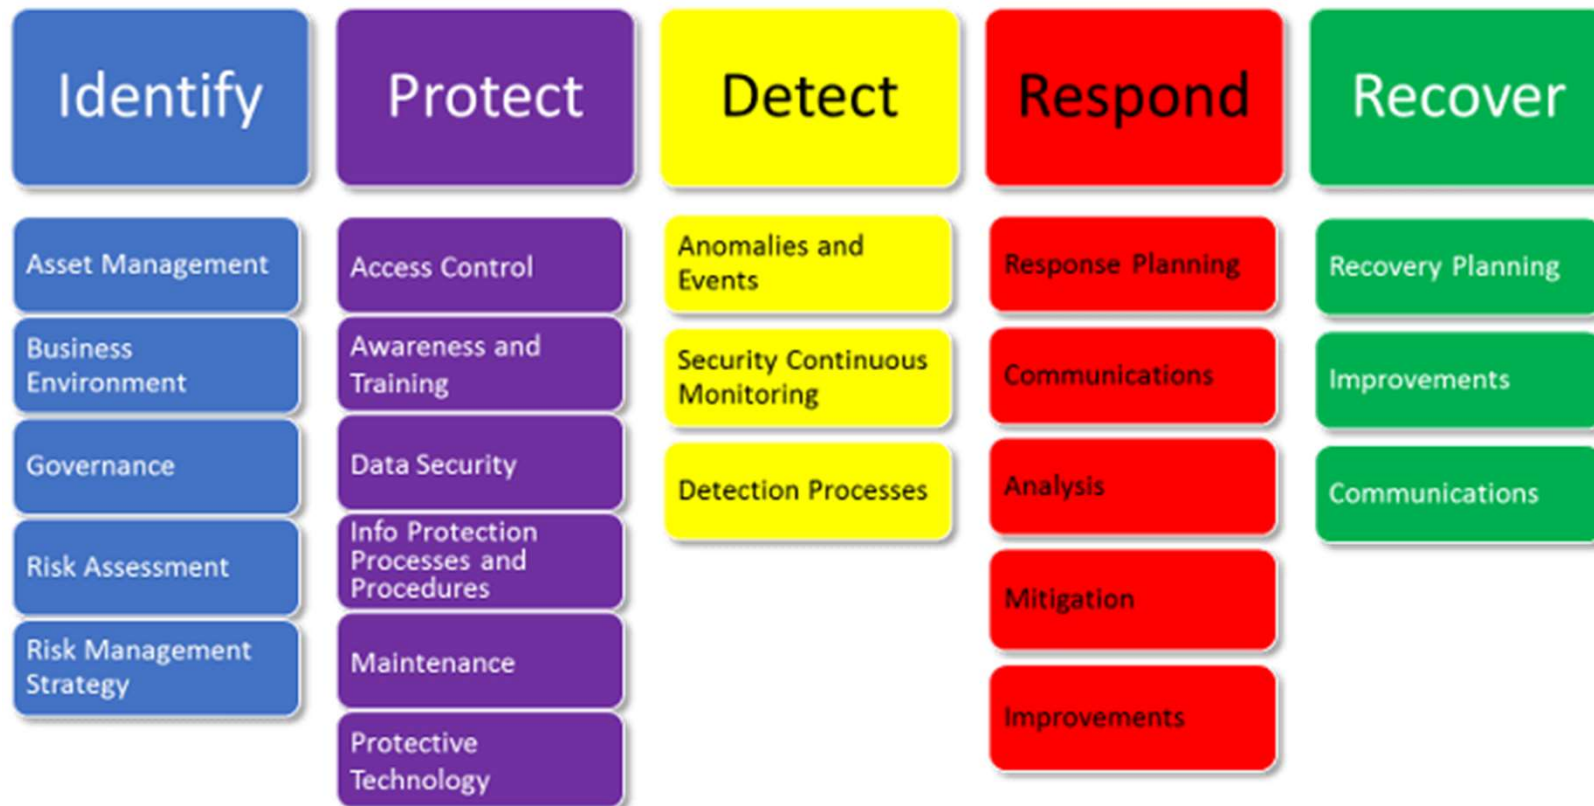 Identify
Protect
Detect
Respond
Recover
Asset Management
Business
Environment
Governance
Risk Assessment
Risk Management
Strategy
Access Control
Awareness and
Training
Data Security
Info Protection
Processes and
Procedures
Maintenance
Protective
Technology
Anomalies and
Events
Security Continuous
Monitoring
Detection Processes
Response Planning
Communications
Analysis
Mitigation
Improvements
Recovery Planning
Improvements
Communications